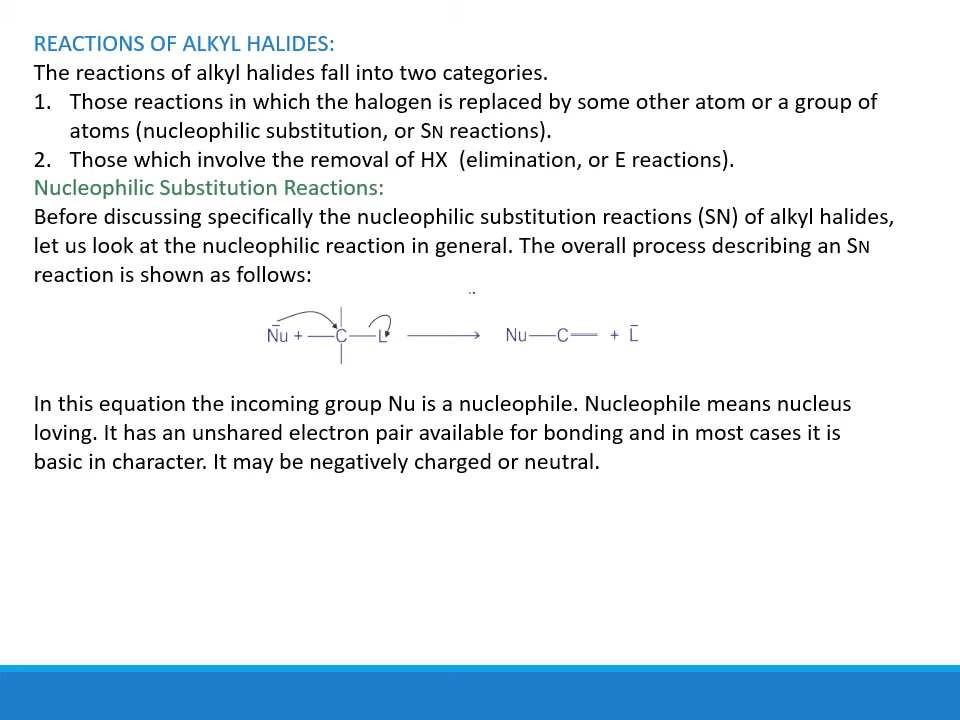 REACTIONS OF ALKYL HALIDES:
The reactions of alkyl halides fall into two categories.
1. Those reactions in which the halogen is replaced by some other atom or a group of
atoms (nucleophilic substitution, or SN reactions).
2. Those which involve the removal of HX (elimination, or E reactions).
Nucleophilic Substitution Reactions:
Before discussing specifically the nucleophilic substitution reactions (SN) of alkyl halides,
let us look at the nucleophilic reaction in general. The overall process describing an SN
reaction is shown as follows:
N̄u + —C—L ⟶ Nu—C= + L̄
In this equation the incoming group Nu is a nucleophile. Nucleophile means nucleus
loving. It has an unshared electron pair available for bonding and in most cases it is
basic in character. It may be negatively charged or neutral.